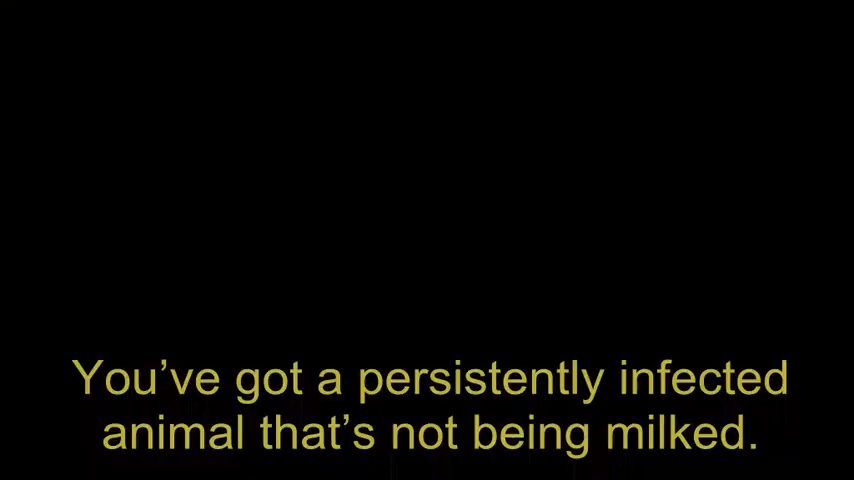 You’ve got a persistently infected
animal that’s not being milked.